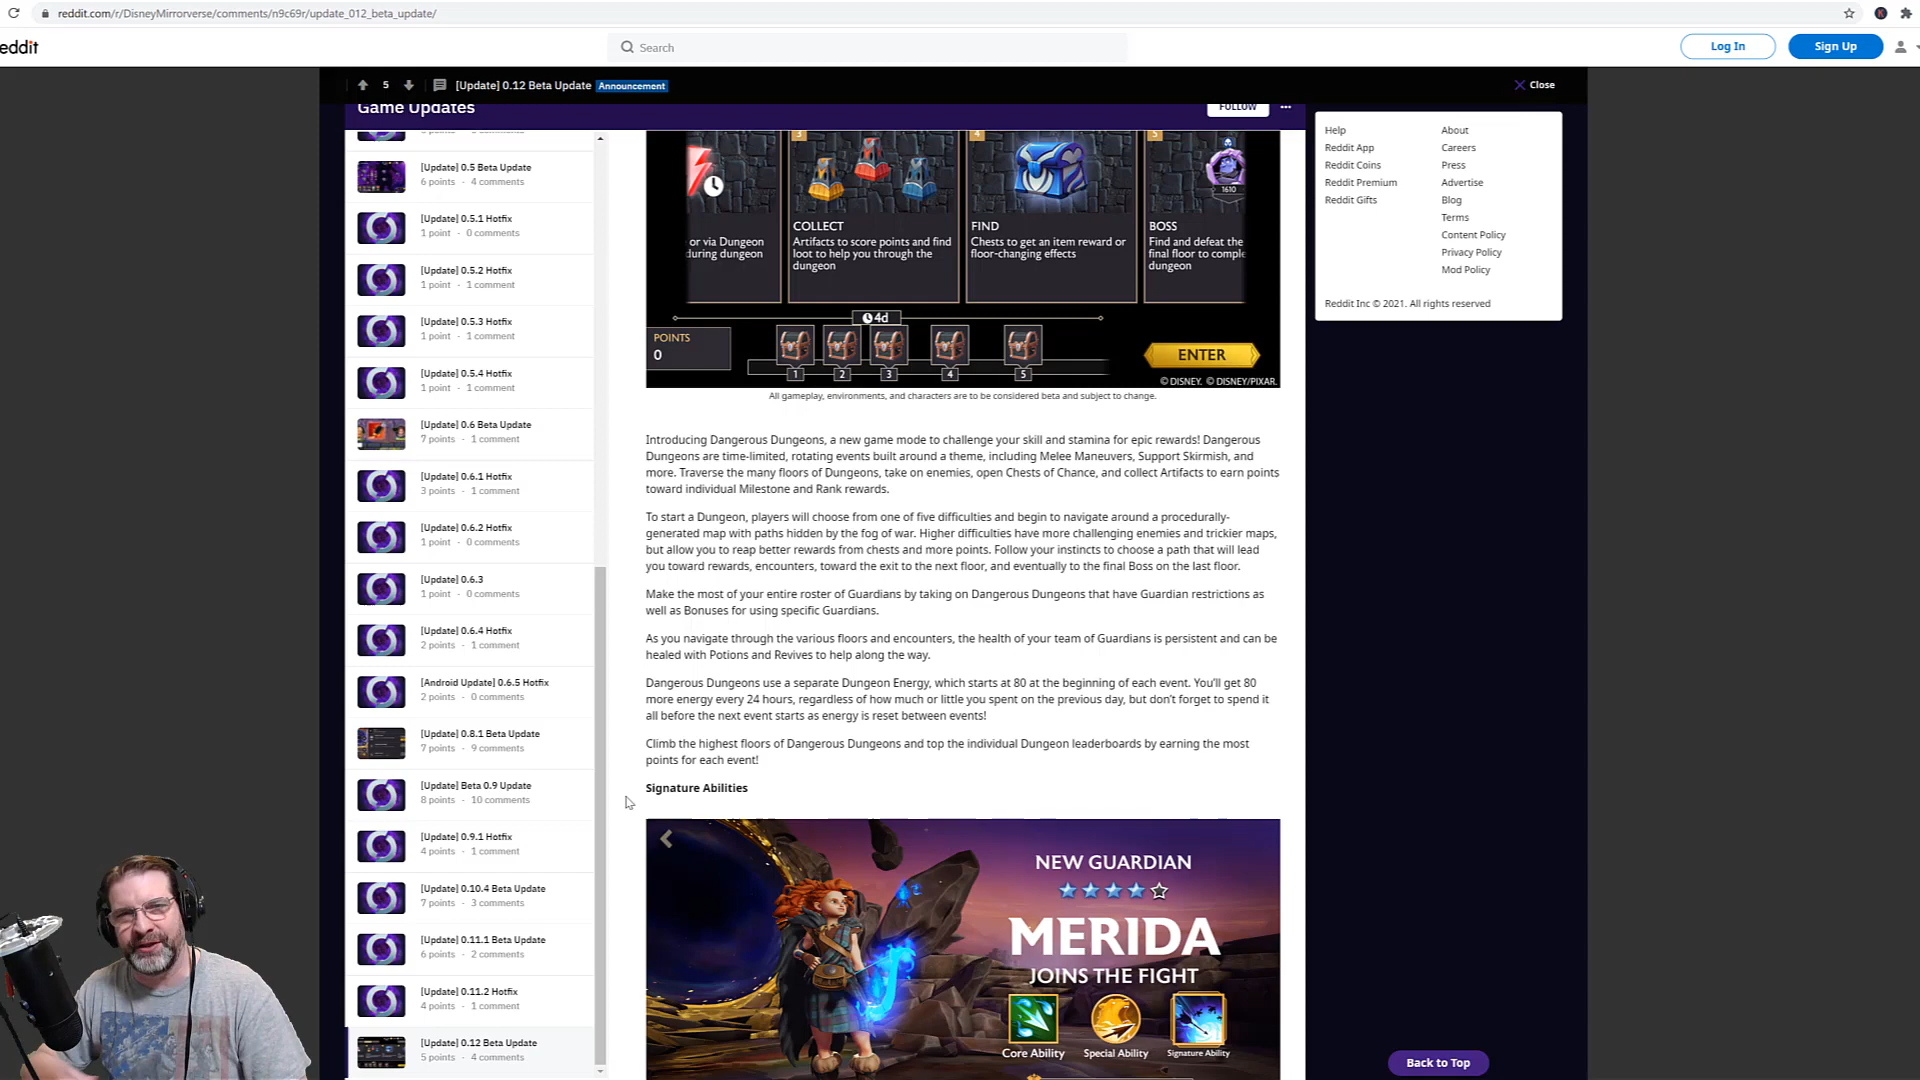 reddit.com/r/DisneyMirrorverse/comments/n9c69r/update_012_beta_update/
eddit
Search
Log In
Sign Up
5
[Update] 0.12 Beta Update Announcement
Close
Game Updates
FOLLOW
[Update] 0.5 Beta Update
6 points · 4 comments
[Update] 0.5.1 Hotfix
1 point · 0 comments
[Update] 0.5.2 Hotfix
1 point · 1 comment
[Update] 0.5.3 Hotfix
1 point · 1 comment
[Update] 0.5.4 Hotfix
1 point · 1 comment
[Update] 0.6 Beta Update
7 points · 1 comment
[Update] 0.6.1 Hotfix
3 points · 1 comment
[Update] 0.6.2 Hotfix
1 point · 0 comments
[Update] 0.6.3
1 point · 0 comments
[Update] 0.6.4 Hotfix
2 points · 1 comment
[Android Update] 0.6.5 Hotfix
2 points · 0 comments
[Update] 0.8.1 Beta Update
7 points · 9 comments
[Update] Beta 0.9 Update
8 points · 10 comments
[Update] 0.9.1 Hotfix
4 points · 1 comment
[Update] 0.10.4 Beta Update
7 points · 3 comments
[Update] 0.11.1 Beta Update
6 points · 2 comments
[Update] 0.11.2 Hotfix
4 points · 1 comment
[Update] 0.12 Beta Update
5 points · 4 comments
3
4
5
1610
or via Dungeon
during dungeon
COLLECT
Artifacts to score points and find
loot to help you through the
dungeon
FIND
Chests to get an item reward or
floor-changing effects
BOSS
Find and defeat the
final floor to comple
dungeon
4d
POINTS
0
1 2 3 4 5
ENTER
© DISNEY. © DISNEY/PIXAR.
All gameplay, environments, and characters are to be considered beta and subject to change.
Introducing Dangerous Dungeons, a new game mode to challenge your skill and stamina for epic rewards! Dangerous
Dungeons are time-limited, rotating events built around a theme, including Melee Maneuvers, Support Skirmish, and
more. Traverse the many floors of Dungeons, take on enemies, open Chests of Chance, and collect Artifacts to earn points
toward individual Milestone and Rank rewards.
To start a Dungeon, players will choose from one of five difficulties and begin to navigate around a procedurally-
generated map with paths hidden by the fog of war. Higher difficulties have more challenging enemies and trickier maps,
but allow you to reap better rewards from chests and more points. Follow your instincts to choose a path that will lead
you toward rewards, encounters, toward the exit to the next floor, and eventually to the final Boss on the last floor.
Make the most of your entire roster of Guardians by taking on Dangerous Dungeons that have Guardian restrictions as
well as Bonuses for using specific Guardians.
As you navigate through the various floors and encounters, the health of your team of Guardians is persistent and can be
healed with Potions and Revives to help along the way.
Dangerous Dungeons use a separate Dungeon Energy, which starts at 80 at the beginning of each event. You'll get 80
more energy every 24 hours, regardless of how much or little you spent on the previous day, but don't forget to spend it
all before the next event starts as energy is reset between events!
Climb the highest floors of Dangerous Dungeons and top the individual Dungeon leaderboards by earning the most
points for each event!
Signature Abilities
NEW GUARDIAN
MERIDA
JOINS THE FIGHT
Core Ability
Special Ability
Signature Ability
Help
About
Reddit App
Careers
Reddit Coins
Press
Reddit Premium
Advertise
Reddit Gifts
Blog
Terms
Content Policy
Privacy Policy
Mod Policy
Reddit Inc © 2021. All rights reserved
Back to Top